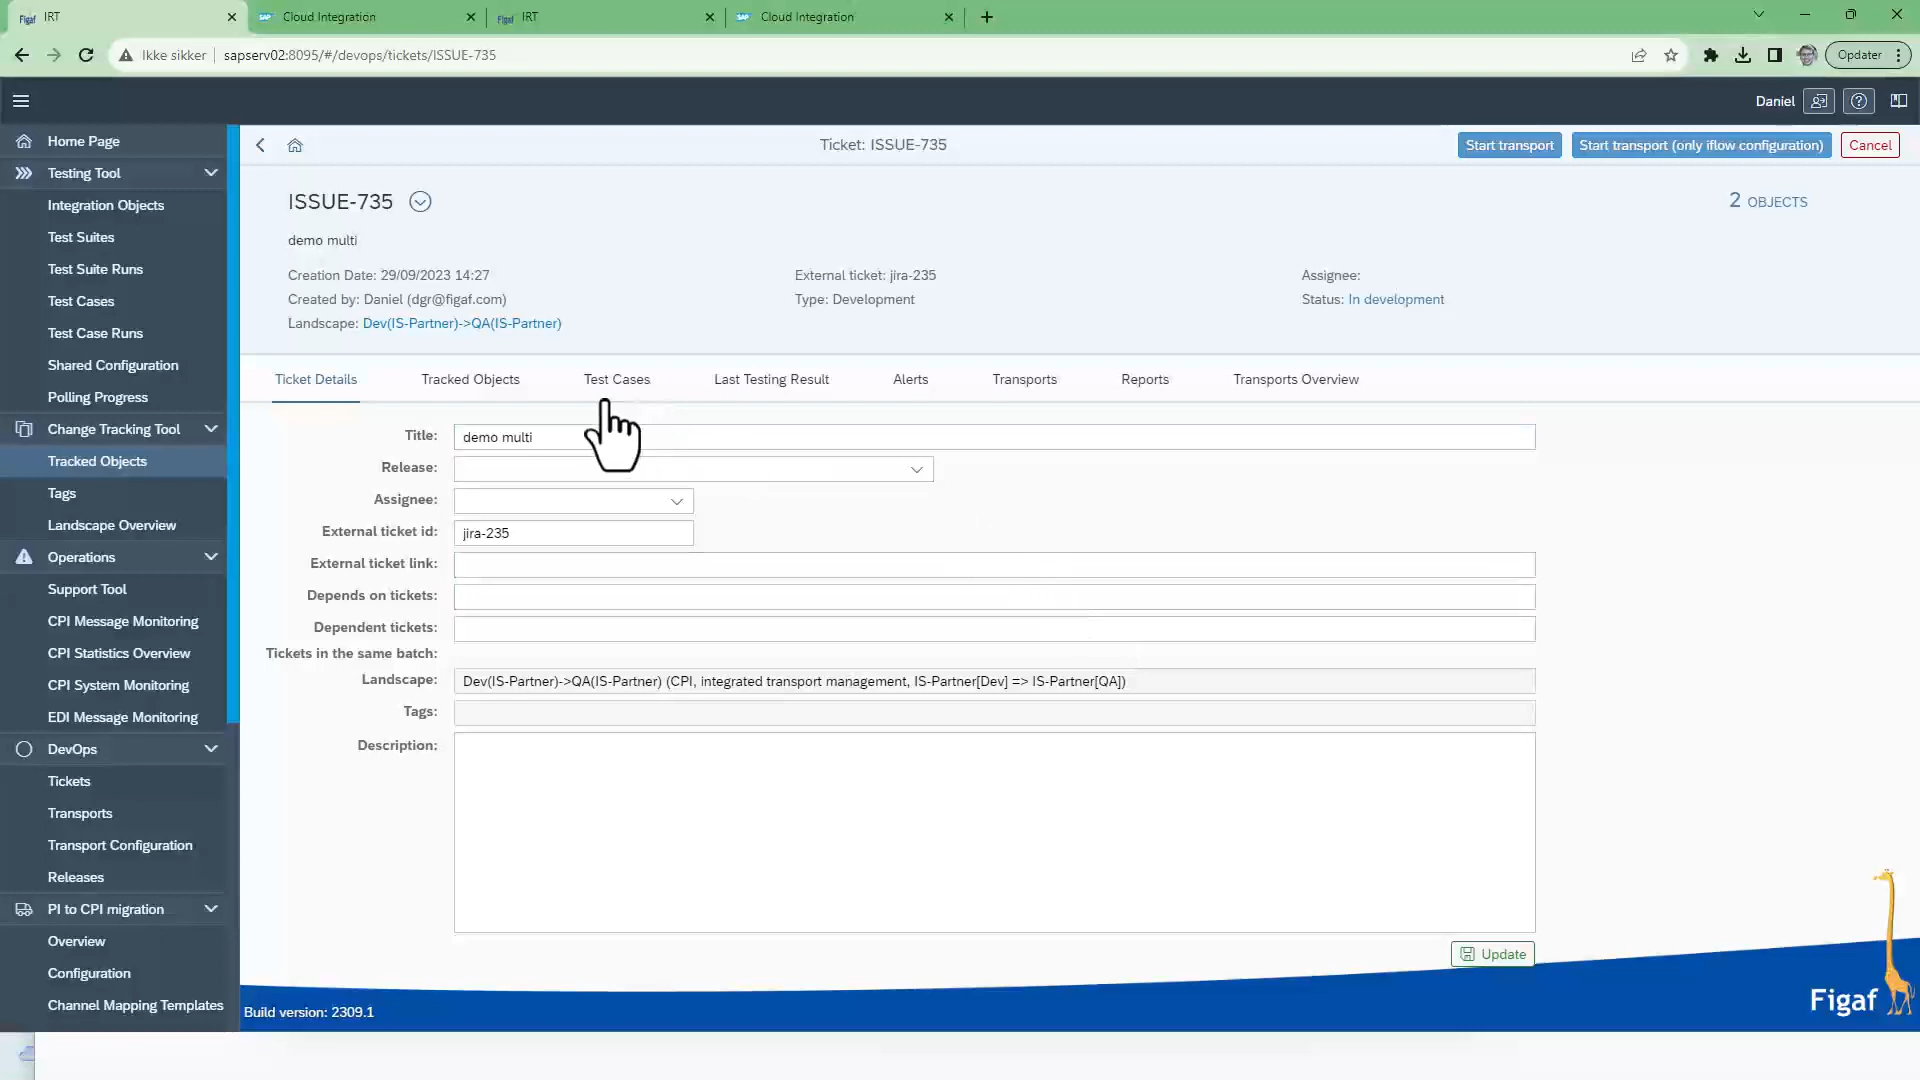 Figaf IRT
SAP Cloud Integration
Figaf IRT
SAP Cloud Integration
Ikke sikker
sapserv02:8095/#/devops/tickets/ISSUE-735
Opdater
Daniel
Home Page
Testing Tool
Integration Objects
Test Suites
Test Suite Runs
Test Cases
Test Case Runs
Shared Configuration
Polling Progress
Change Tracking Tool
Tracked Objects
Tags
Landscape Overview
Operations
Support Tool
CPI Message Monitoring
CPI Statistics Overview
CPI System Monitoring
EDI Message Monitoring
DevOps
Tickets
Transports
Transport Configuration
Releases
PI to CPI migration
Overview
Configuration
Channel Mapping Templates
Ticket: ISSUE-735
Start transport
Start transport (only iflow configuration)
Cancel
ISSUE-735
2 OBJECTS
demo multi
Creation Date: 29/09/2023 14:27
External ticket: jira-235
Assignee:
Created by: Daniel (dgr@figaf.com)
Type: Development
Status: In development
Landscape: Dev(IS-Partner)->QA(IS-Partner)
Ticket Details
Tracked Objects
Test Cases
Last Testing Result
Alerts
Transports
Reports
Transports Overview
Title: demo multi
Release:
Assignee:
External ticket id: jira-235
External ticket link:
Depends on tickets:
Dependent tickets:
Tickets in the same batch:
Landscape: Dev(IS-Partner)->QA(IS-Partner) (CPI, integrated transport management, IS-Partner[Dev] => IS-Partner[QA])
Tags:
Description:
Update
Build version: 2309.1
Figaf